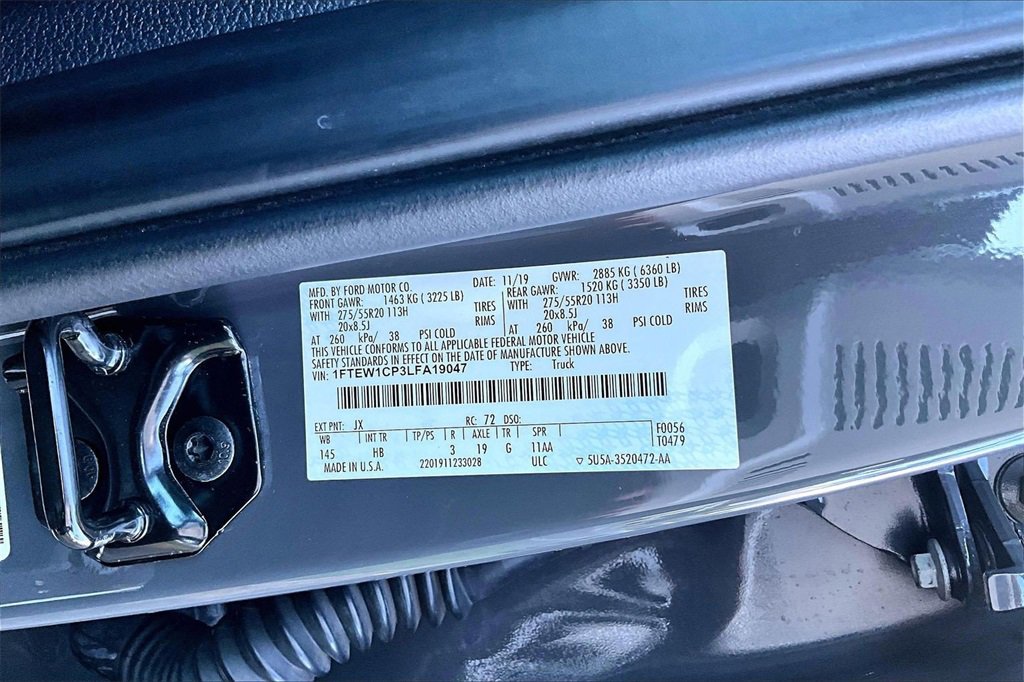 MFD. BY FORD MOTOR CO. DATE: 11/19 GVWR: 2885 KG ( 6360 LB)
FRONT GAWR: 1463 KG ( 3225 LB) REAR GAWR: 1520 KG ( 3350 LB)
WITH 275/55R20 113H TIRES WITH 275/55R20 113H TIRES
20x8.5J RIMS 20x8.5J RIMS
AT 260 kPa/ 38 PSI COLD AT 260 kPa/ 38 PSI COLD
THIS VEHICLE CONFORMS TO ALL APPLICABLE FEDERAL MOTOR VEHICLE
SAFETY STANDARDS IN EFFECT ON THE DATE OF MANUFACTURE SHOWN ABOVE.
VIN: 1FTEW1CP3LFA19047 TYPE: Truck
EXT PNT: JX RC: 72 DSO: F0056
WB INT TR TP/PS R AXLE TR SPR T0479
145 HB 3 19 G 11AA
MADE IN U.S.A. 2201911233028 ULC ▽ 5U5A-3520472-AA